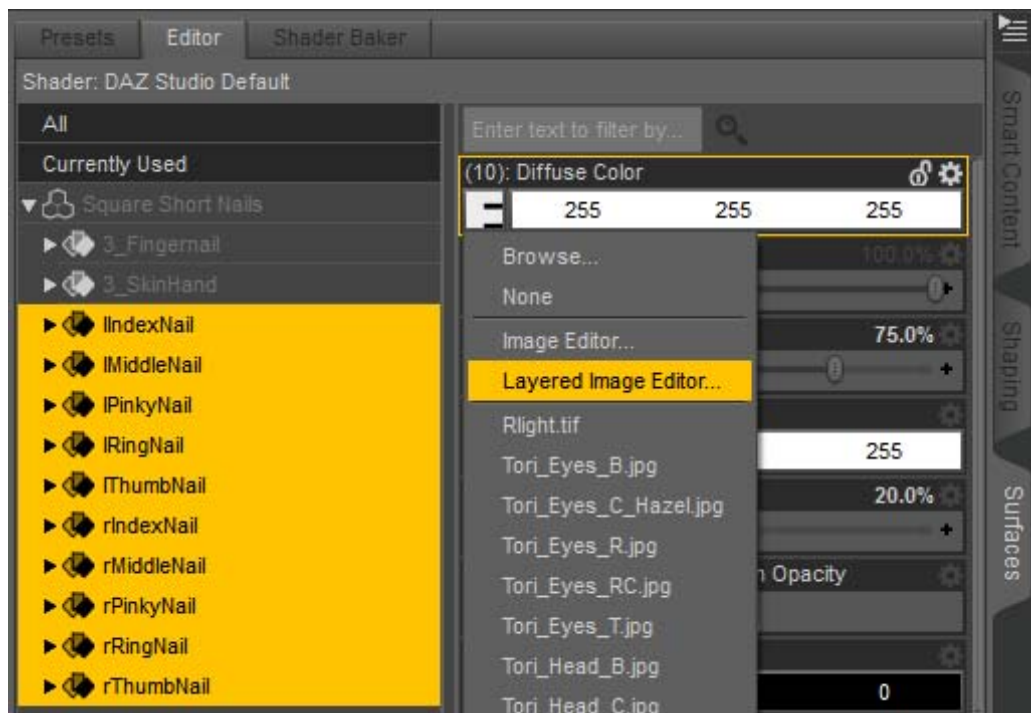 Presets Editor Shader Baker
Shader: DAZ Studio Default
All
Currently Used
Square Short Nails
3_Fingernail
3_SkinHand
lIndexNail
lMiddleNail
lPinkyNail
lRingNail
lThumbNail
rIndexNail
rMiddleNail
rPinkyNail
rRingNail
rThumbNail
Enter text to filter by...
(10): Diffuse Color
255 255 255
100.0%
75.0%
255
20.0%
n Opacity
0
Browse...
None
Image Editor...
Layered Image Editor...
Rlight.tif
Tori_Eyes_B.jpg
Tori_Eyes_C_Hazel.jpg
Tori_Eyes_R.jpg
Tori_Eyes_RC.jpg
Tori_Eyes_T.jpg
Tori_Head_B.jpg
Tori_Head_C.jpg
Smart Content
Shaping
Surfaces